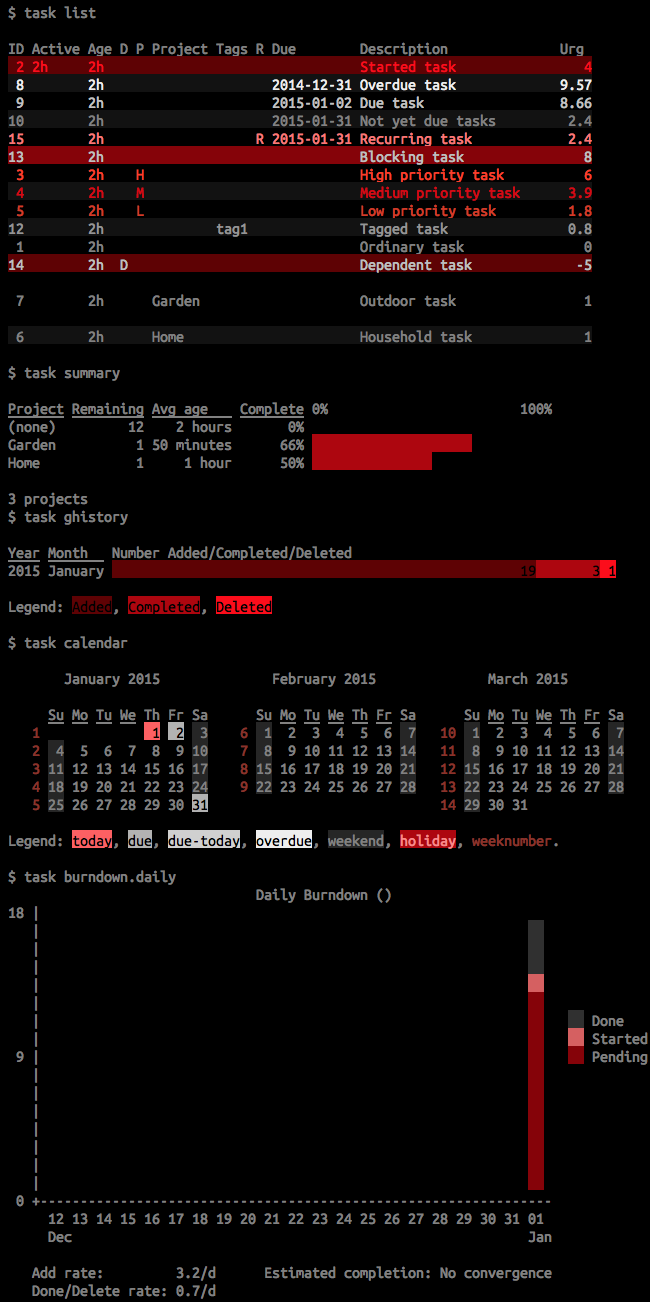 $ task list
ID Active Age D P Project Tags R Due Description Urg
2 2h 2h Started task 4
8 2h 2014-12-31 Overdue task 9.57
9 2h 2015-01-02 Due task 8.66
10 2h 2015-01-31 Not yet due tasks 2.4
15 2h R 2015-01-31 Recurring task 2.4
13 2h Blocking task 8
3 2h H High priority task 6
4 2h M Medium priority task 3.9
5 2h L Low priority task 1.8
12 2h tag1 Tagged task 0.8
1 2h Ordinary task 0
14 2h D Dependent task -5
7 2h Garden Outdoor task 1
6 2h Home Household task 1
$ task summary
Project Remaining Avg age Complete 0% 100%
(none) 12 2 hours 0%
Garden 1 50 minutes 66%
Home 1 1 hour 50%
3 projects
$ task ghistory
Year Month Number Added/Completed/Deleted
2015 January 19 3 1
Legend: Added, Completed, Deleted
$ task calendar
January 2015 February 2015 March 2015
Su Mo Tu We Th Fr Sa Su Mo Tu We Th Fr Sa Su Mo Tu We Th Fr Sa
1 1 2 3 6 1 2 3 4 5 6 7 10 1 2 3 4 5 6 7
2 4 5 6 7 8 9 10 7 8 9 10 11 12 13 14 11 8 9 10 11 12 13 14
3 11 12 13 14 15 16 17 8 15 16 17 18 19 20 21 12 15 16 17 18 19 20 21
4 18 19 20 21 22 23 24 9 22 23 24 25 26 27 28 13 22 23 24 25 26 27 28
5 25 26 27 28 29 30 31 14 29 30 31
Legend: today, due, due-today, overdue, weekend, holiday, weeknumber.
$ task burndown.daily
Daily Burndown ()
18
Done
Started
9 Pending
0
12 13 14 15 16 17 18 19 20 21 22 23 24 25 26 27 28 29 30 31 01
Dec Jan
Add rate: 3.2/d Estimated completion: No convergence
Done/Delete rate: 0.7/d